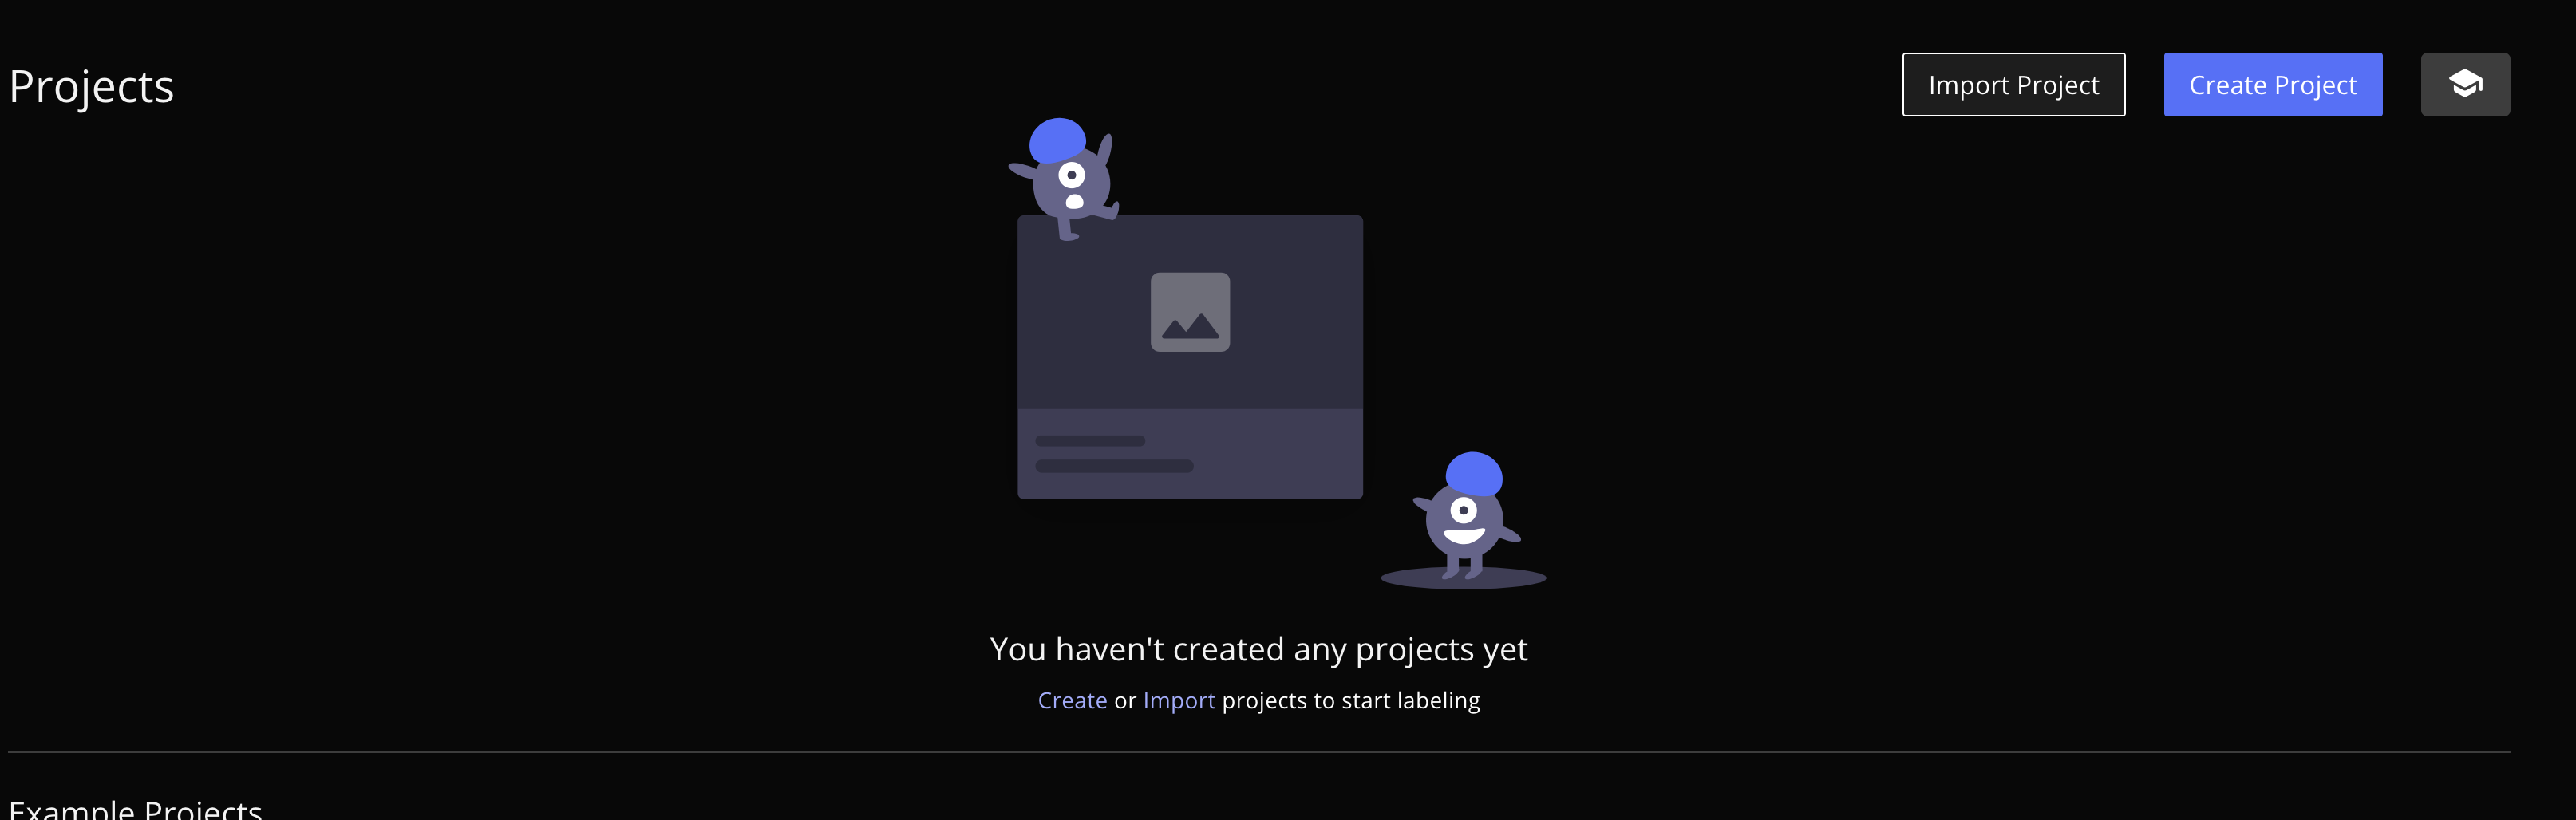 Projects
Import Project
Create Project
You haven't created any projects yet
Create or Import projects to start labeling
Example Projects